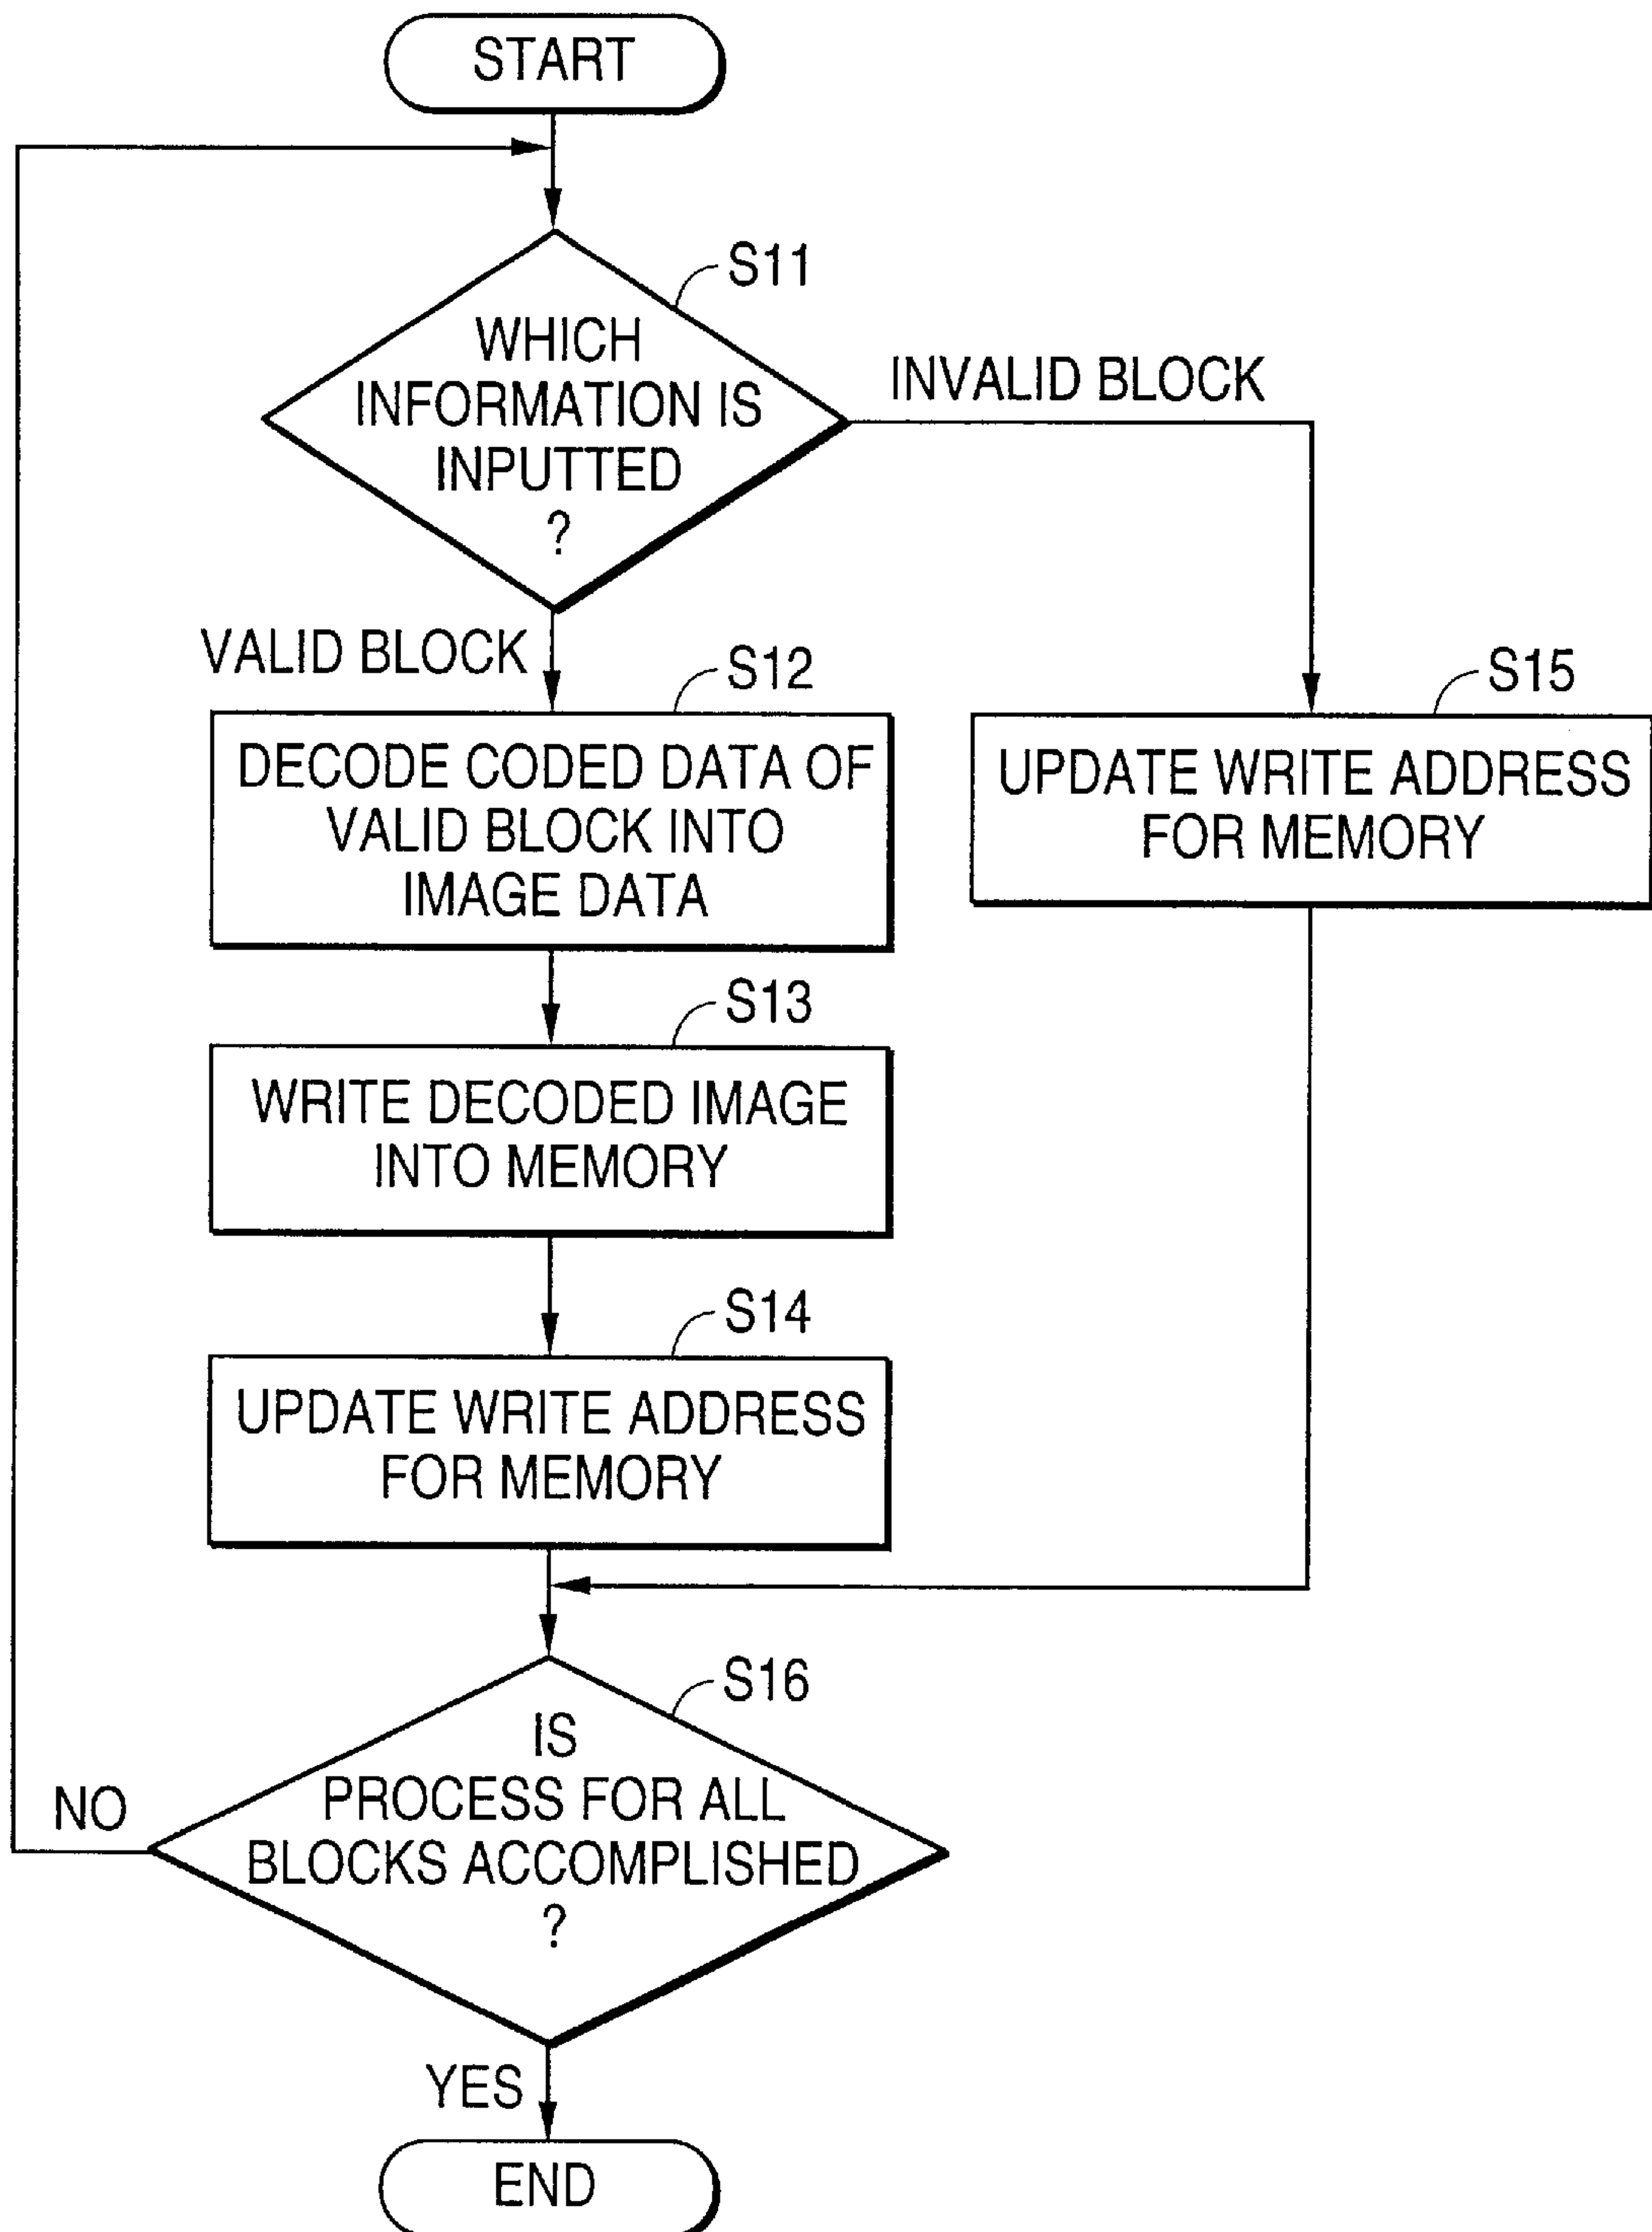 START
S11
WHICH
INFORMATION IS
INPUTTED
?
INVALID BLOCK
VALID BLOCK
S12
DECODE CODED DATA OF
VALID BLOCK INTO
IMAGE DATA
S15
UPDATE WRITE ADDRESS
FOR MEMORY
S13
WRITE DECODED IMAGE
INTO MEMORY
S14
UPDATE WRITE ADDRESS
FOR MEMORY
S16
IS
PROCESS FOR ALL
BLOCKS ACCOMPLISHED
?
NO
YES
END